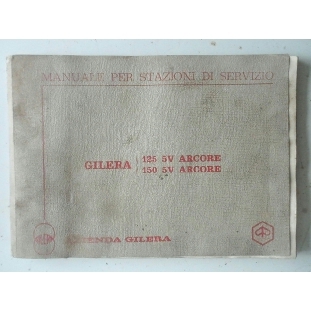 MANUALE PER STAZIONI DI SERVIZIO
GILERA
125 5V ARCORE
150 5V ARCORE
AZIENDA GILERA